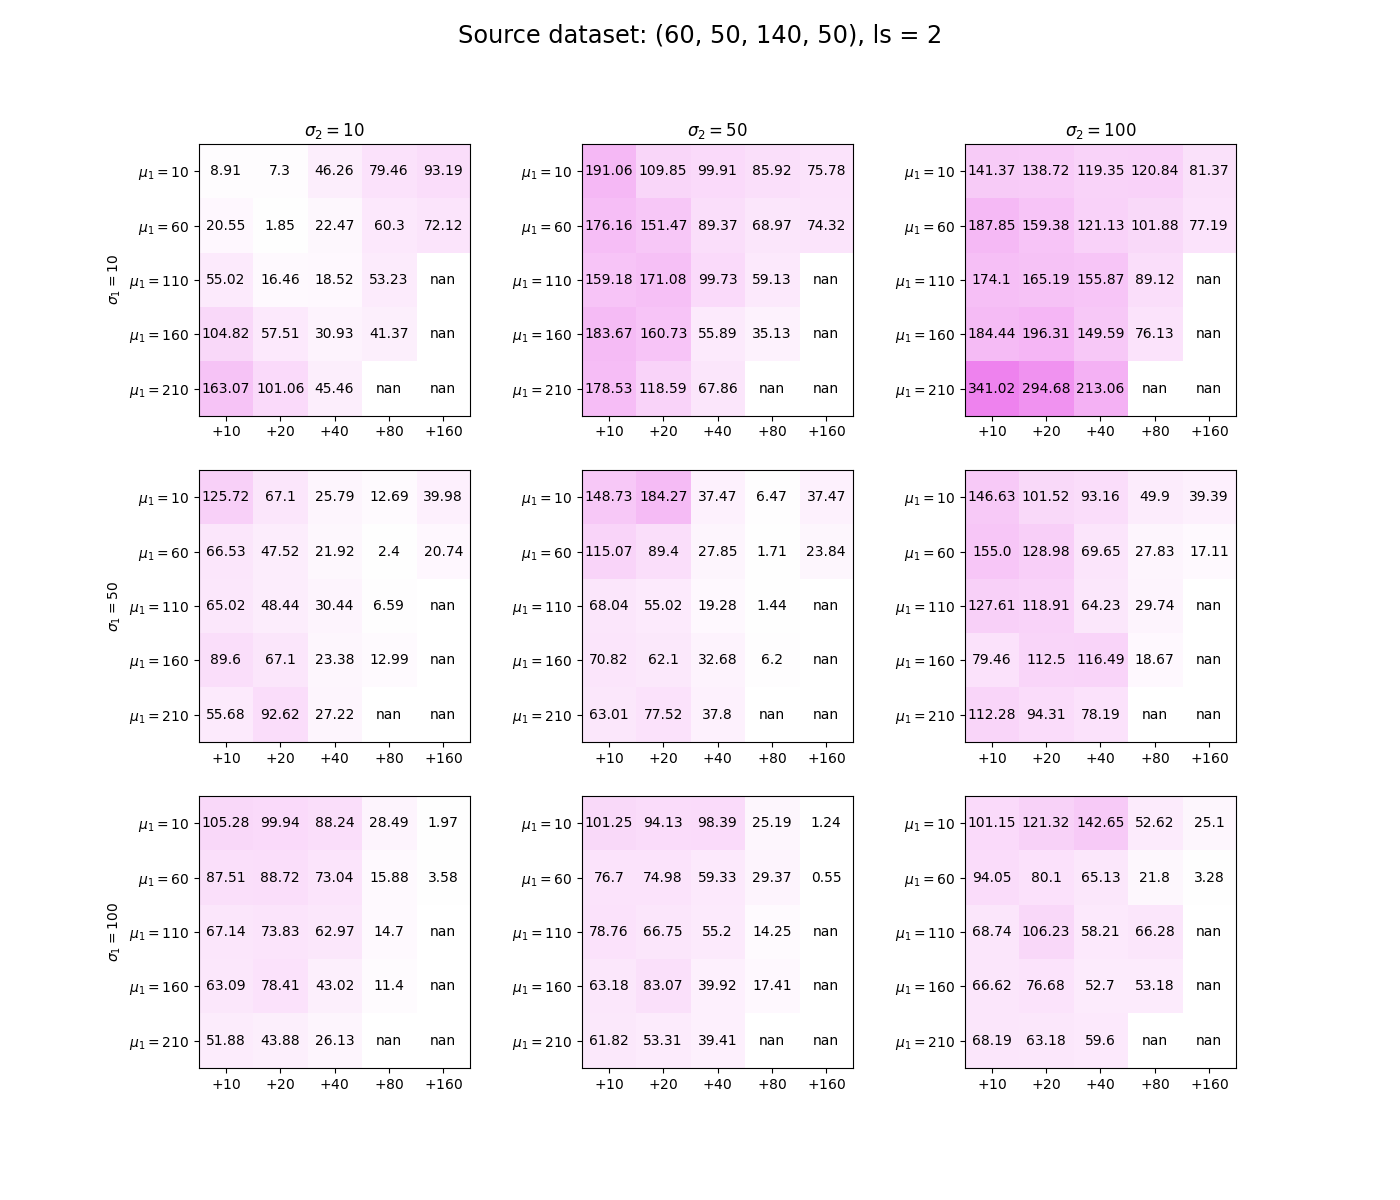 Source dataset: (60, 50, 140, 50), ls = 2
σ₂ = 10 σ₂ = 50 σ₂ = 100
σ₁ = 10
μ₁ = 10 8.91 7.3 46.26 79.46 93.19 μ₁ = 10 191.06 109.85 99.91 85.92 75.78 μ₁ = 10 141.37 138.72 119.35 120.84 81.37
μ₁ = 60 20.55 1.85 22.47 60.3 72.12 μ₁ = 60 176.16 151.47 89.37 68.97 74.32 μ₁ = 60 187.85 159.38 121.13 101.88 77.19
μ₁ = 110 55.02 16.46 18.52 53.23 nan μ₁ = 110 159.18 171.08 99.73 59.13 nan μ₁ = 110 174.1 165.19 155.87 89.12 nan
μ₁ = 160 104.82 57.51 30.93 41.37 nan μ₁ = 160 183.67 160.73 55.89 35.13 nan μ₁ = 160 184.44 196.31 149.59 76.13 nan
μ₁ = 210 163.07 101.06 45.46 nan nan μ₁ = 210 178.53 118.59 67.86 nan nan μ₁ = 210 341.02 294.68 213.06 nan nan
+10 +20 +40 +80 +160 +10 +20 +40 +80 +160 +10 +20 +40 +80 +160
σ₁ = 50
μ₁ = 10 125.72 67.1 25.79 12.69 39.98 μ₁ = 10 148.73 184.27 37.47 6.47 37.47 μ₁ = 10 146.63 101.52 93.16 49.9 39.39
μ₁ = 60 66.53 47.52 21.92 2.4 20.74 μ₁ = 60 115.07 89.4 27.85 1.71 23.84 μ₁ = 60 155.0 128.98 69.65 27.83 17.11
μ₁ = 110 65.02 48.44 30.44 6.59 nan μ₁ = 110 68.04 55.02 19.28 1.44 nan μ₁ = 110 127.61 118.91 64.23 29.74 nan
μ₁ = 160 89.6 67.1 23.38 12.99 nan μ₁ = 160 70.82 62.1 32.68 6.2 nan μ₁ = 160 79.46 112.5 116.49 18.67 nan
μ₁ = 210 55.68 92.62 27.22 nan nan μ₁ = 210 63.01 77.52 37.8 nan nan μ₁ = 210 112.28 94.31 78.19 nan nan
+10 +20 +40 +80 +160 +10 +20 +40 +80 +160 +10 +20 +40 +80 +160
σ₁ = 100
μ₁ = 10 105.28 99.94 88.24 28.49 1.97 μ₁ = 10 101.25 94.13 98.39 25.19 1.24 μ₁ = 10 101.15 121.32 142.65 52.62 25.1
μ₁ = 60 87.51 88.72 73.04 15.88 3.58 μ₁ = 60 76.7 74.98 59.33 29.37 0.55 μ₁ = 60 94.05 80.1 65.13 21.8 3.28
μ₁ = 110 67.14 73.83 62.97 14.7 nan μ₁ = 110 78.76 66.75 55.2 14.25 nan μ₁ = 110 68.74 106.23 58.21 66.28 nan
μ₁ = 160 63.09 78.41 43.02 11.4 nan μ₁ = 160 63.18 83.07 39.92 17.41 nan μ₁ = 160 66.62 76.68 52.7 53.18 nan
μ₁ = 210 51.88 43.88 26.13 nan nan μ₁ = 210 61.82 53.31 39.41 nan nan μ₁ = 210 68.19 63.18 59.6 nan nan
+10 +20 +40 +80 +160 +10 +20 +40 +80 +160 +10 +20 +40 +80 +160